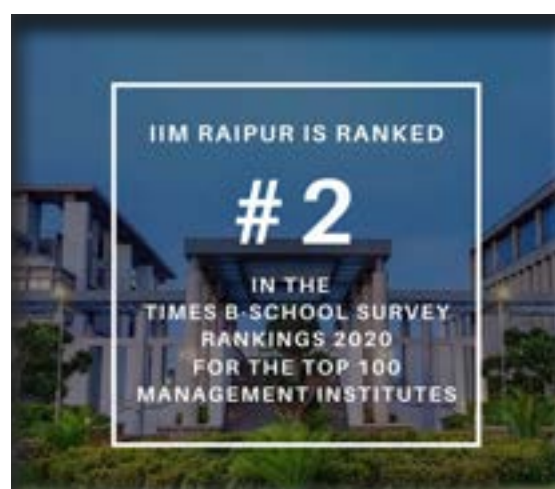 IIM RAIPUR IS RANKED
# 2
IN THE
TIMES B-SCHOOL SURVEY
RANKINGS 2020
FOR THE TOP 100
MANAGEMENT INSTITUTES